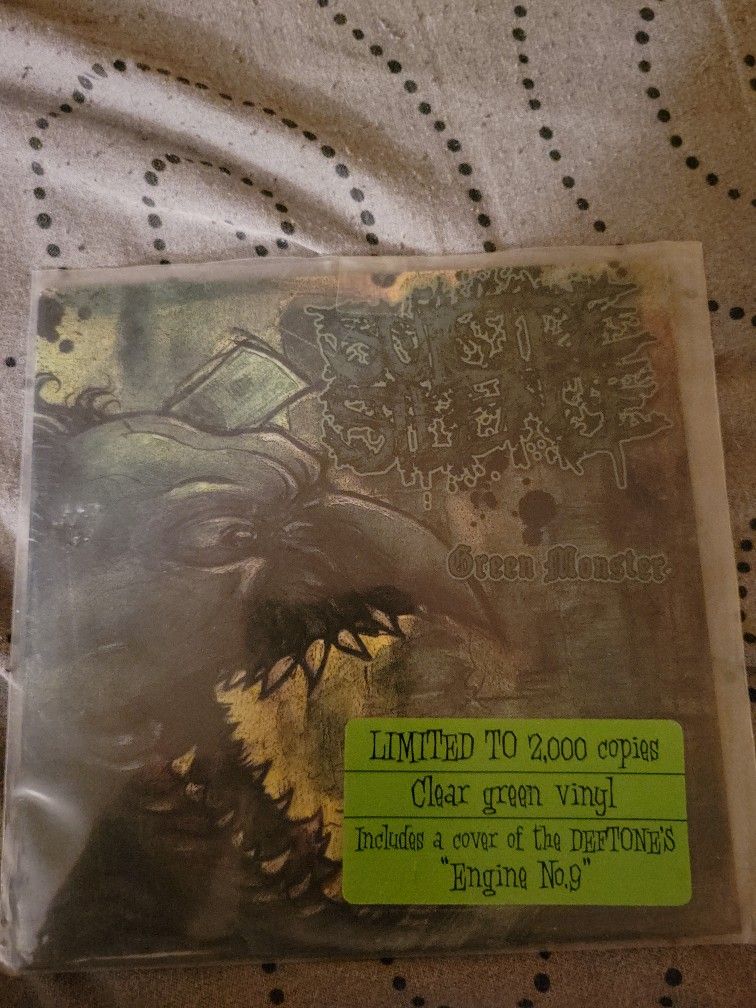 Green Monster
LIMITED TO 2,000 copies
Clear green vinyl
Includes a cover of the DEFTONE'S
"Engine No.9"